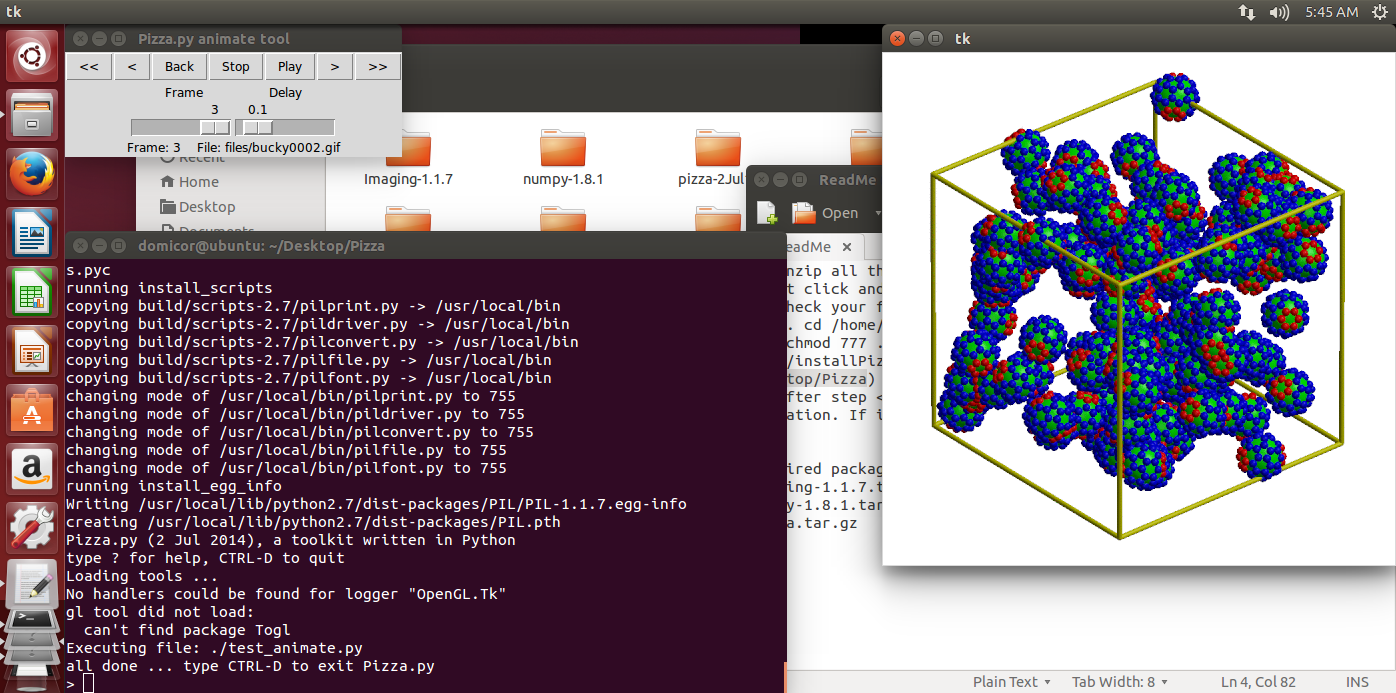 tk
5:45 AM
Pizza.py animate tool
<< < Back Stop Play > >>
Frame Delay
3 0.1
Frame: 3 File: files/bucky0002.gif
Recent
Home
Desktop
Documents
Imaging-1.1.7
numpy-1.8.1
pizza-2Jul
ReadMe
Open
eadMe
nzip all th
t click and
heck your f
. cd /home/
chmod 777 .
/installPiz
top/Pizza)
fter step <
ation. If i
ired packag
ing-1.1.7.t
y-1.8.1.tar
a.tar.gz
Plain Text Tab Width: 8 Ln 4, Col 82 INS
domicor@ubuntu: ~/Desktop/Pizza
s.pyc
running install_scripts
copying build/scripts-2.7/pilprint.py -> /usr/local/bin
copying build/scripts-2.7/pildriver.py -> /usr/local/bin
copying build/scripts-2.7/pilconvert.py -> /usr/local/bin
copying build/scripts-2.7/pilfile.py -> /usr/local/bin
copying build/scripts-2.7/pilfont.py -> /usr/local/bin
changing mode of /usr/local/bin/pilprint.py to 755
changing mode of /usr/local/bin/pildriver.py to 755
changing mode of /usr/local/bin/pilconvert.py to 755
changing mode of /usr/local/bin/pilfile.py to 755
changing mode of /usr/local/bin/pilfont.py to 755
running install_egg_info
Writing /usr/local/lib/python2.7/dist-packages/PIL/PIL-1.1.7.egg-info
creating /usr/local/lib/python2.7/dist-packages/PIL.pth
Pizza.py (2 Jul 2014), a toolkit written in Python
type ? for help, CTRL-D to quit
Loading tools ...
No handlers could be found for logger "OpenGL.Tk"
gl tool did not load:
can't find package Togl
Executing file: ./test_animate.py
all done ... type CTRL-D to exit Pizza.py
>
tk